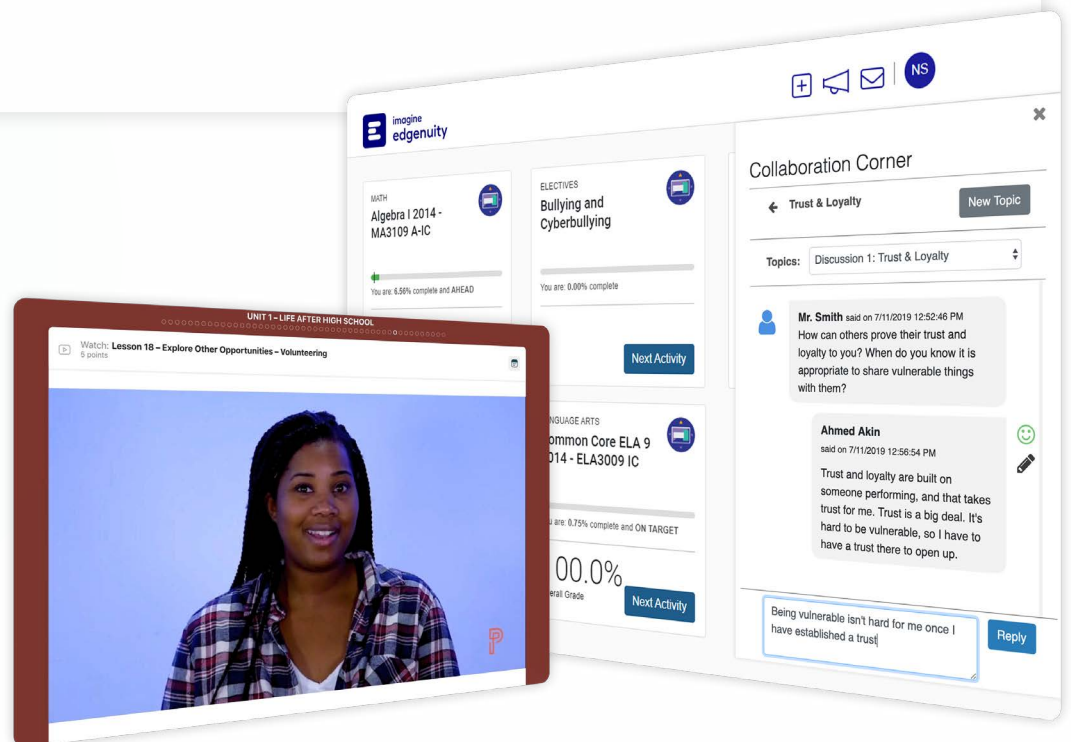 NS
imagine
edgenuity
MATH
Algebra I 2014 -
MA3109 A-IC
You are: 6.56% complete and AHEAD
ELECTIVES
Bullying and
Cyberbullying
You are: 0.00% complete
Next Activity
NGUAGE ARTS
ommon Core ELA 9
014 - ELA3009 IC
u are: 0.75% complete and ON TARGET
00.0%
erall Grade
Next Activity
Collaboration Corner
Trust & Loyalty
New Topic
Topics: Discussion 1: Trust & Loyalty
Mr. Smith said on 7/11/2019 12:52:46 PM
How can others prove their trust and
loyalty to you? When do you know it is
appropriate to share vulnerable things
with them?
Ahmed Akin
said on 7/11/2019 12:56:54 PM
Trust and loyalty are built on
someone performing, and that takes
trust for me. Trust is a big deal. It's
hard to be vulnerable, so I have to
have a trust there to open up.
Being vulnerable isn't hard for me once I
have established a trust
Reply
UNIT 1 – LIFE AFTER HIGH SCHOOL
Watch: Lesson 18 – Explore Other Opportunities – Volunteering
5 points
P